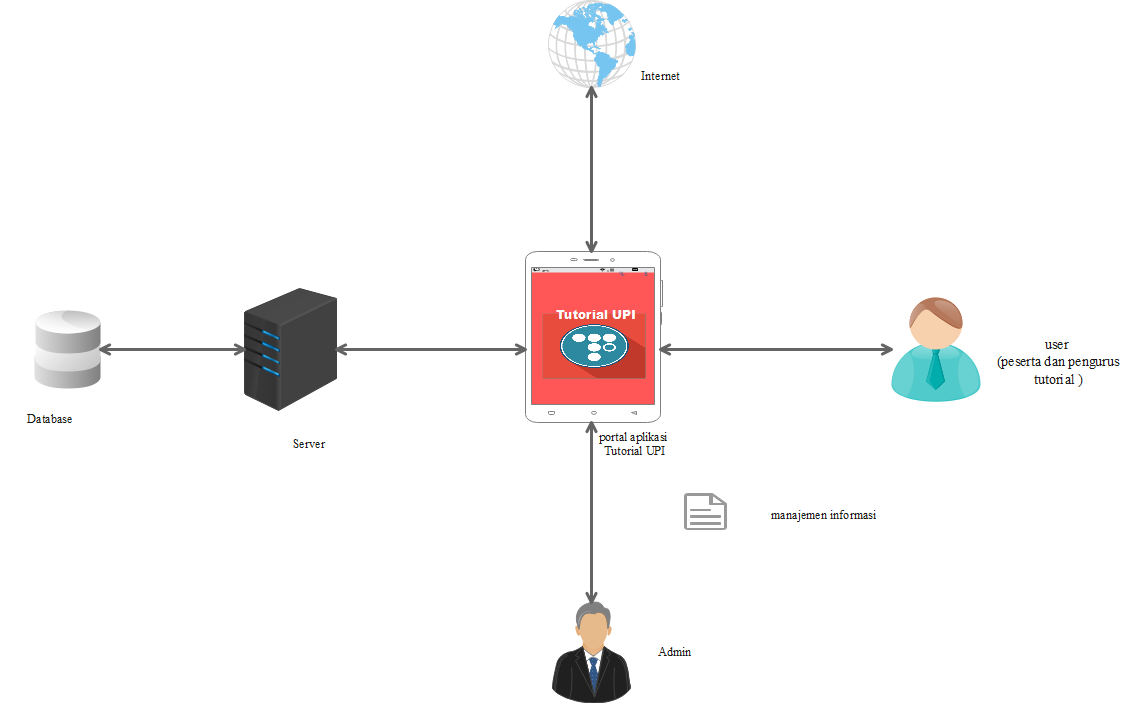 Internet
Tutorial UPI
user
(peserta dan pengurus
tutorial )
Database
Server
portal aplikasi
Tutorial UPI
manajemen informasi
Admin